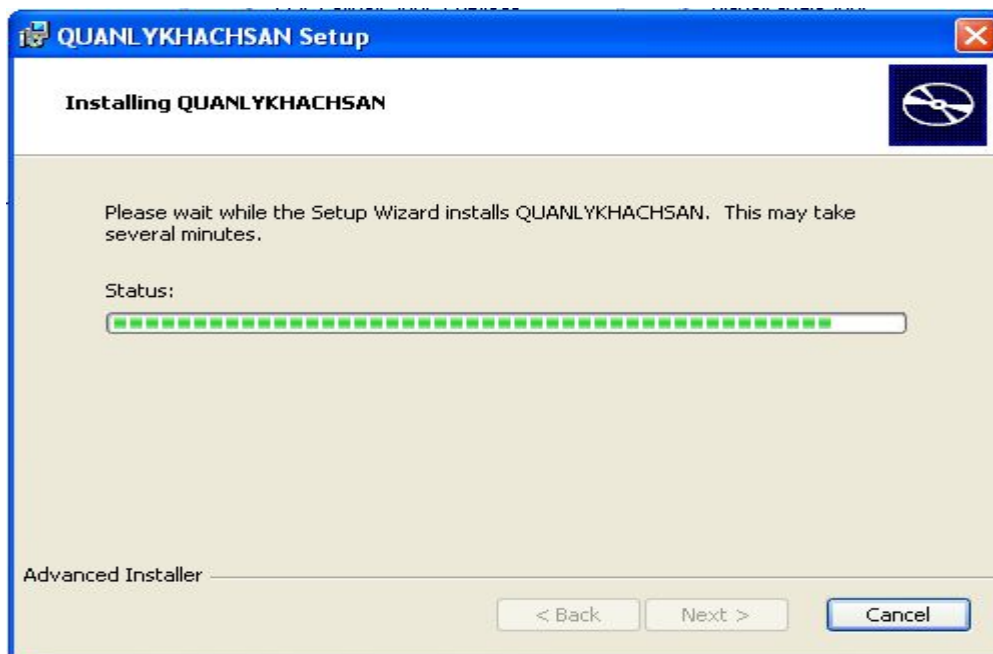 QUANLYKHACHSAN Setup
Installing QUANLYKHACHSAN
Please wait while the Setup Wizard installs QUANLYKHACHSAN. This may take
several minutes.
Status:
Advanced Installer
< Back
Next >
Cancel